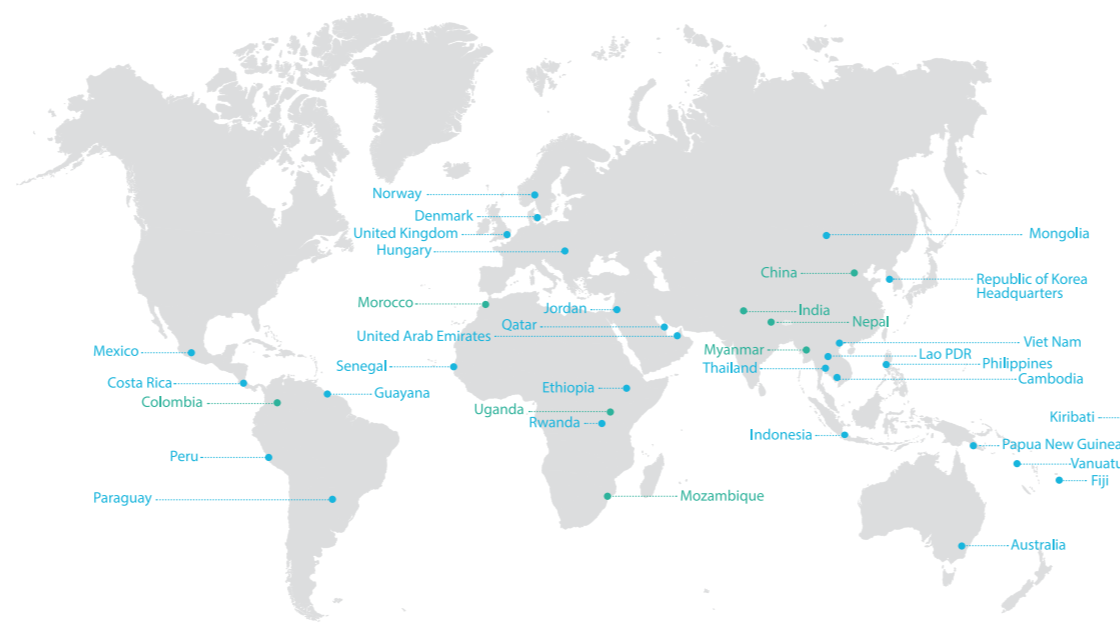 Norway
Denmark
United Kingdom
Hungary
Mongolia
China
Republic of Korea
Headquarters
Morocco
Jordan
India
Nepal
Qatar
United Arab Emirates
Viet Nam
Mexico
Myanmar
Lao PDR
Senegal
Thailand
Philippines
Costa Rica
Cambodia
Colombia
Guayana
Ethiopia
Uganda
Rwanda
Kiribati
Indonesia
Papua New Guinea
Peru
Vanuatu
Fiji
Paraguay
Mozambique
Australia